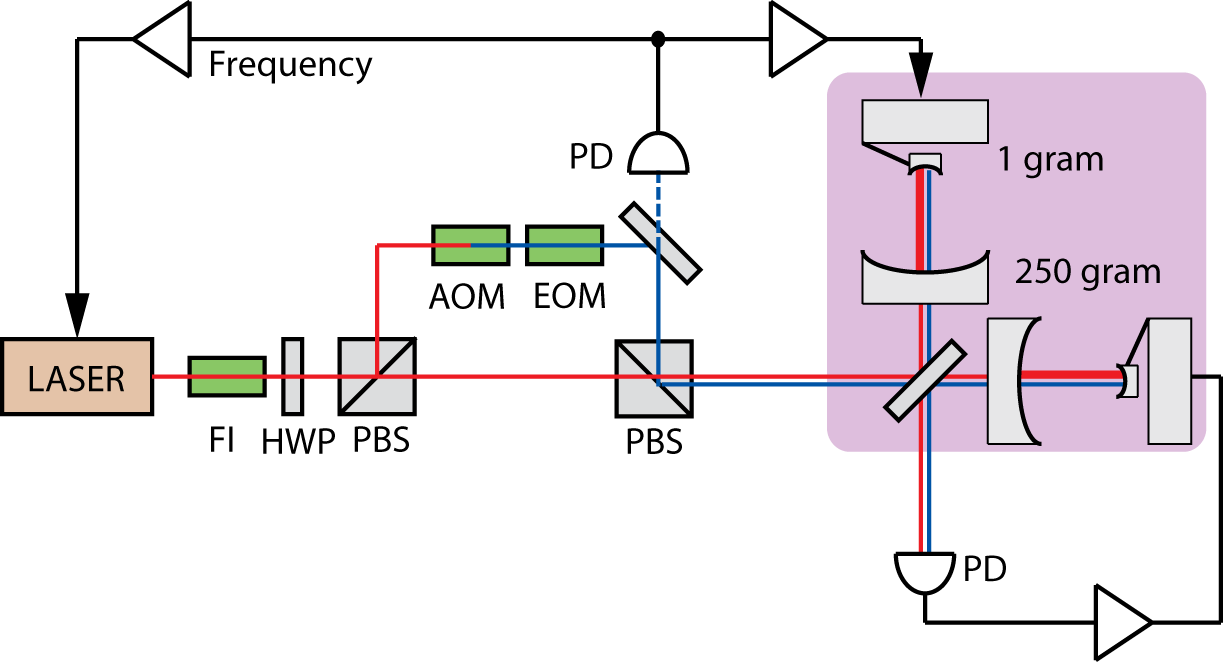 Frequency
PD
1 gram
AOM
EOM
250 gram
LASER
FI
HWP
PBS
PBS
PD